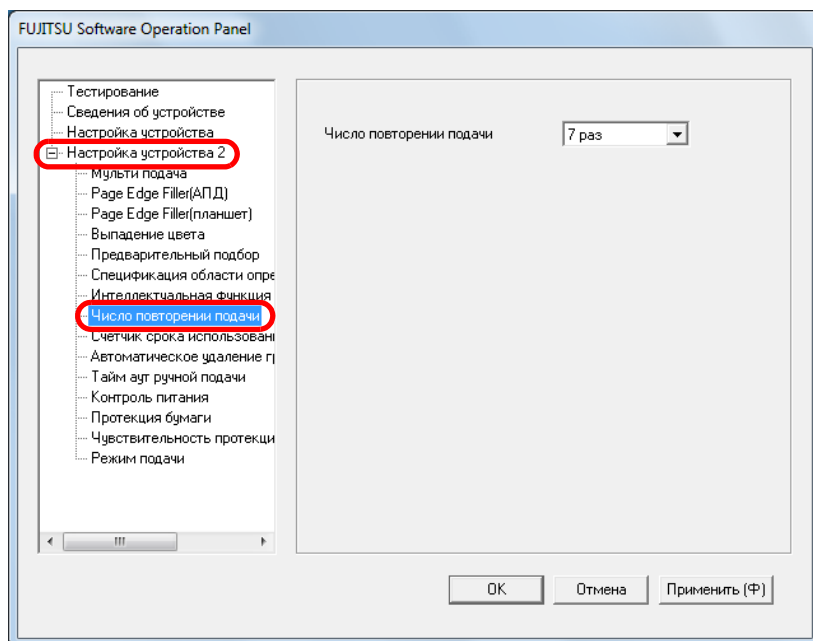 FUJITSU Software Operation Panel
Тестирование
Сведения об устройстве
Настройка устройства
Настройка устройства 2
Мульти подача
Page Edge Filler(АПД)
Page Edge Filler(планшет)
Выпадение цвета
Предварительный подбор
Спецификация области опре
Интеллектуальная функция
Число повторении подачи
Счетчик срока использовани
Автоматическое удаление гр
Тайм аут ручной подачи
Контроль питания
Протекция бумаги
Чувствительность протекци
Режим подачи
Число повторении подачи
7 раз
OK
Отмена
Применить (Ф)